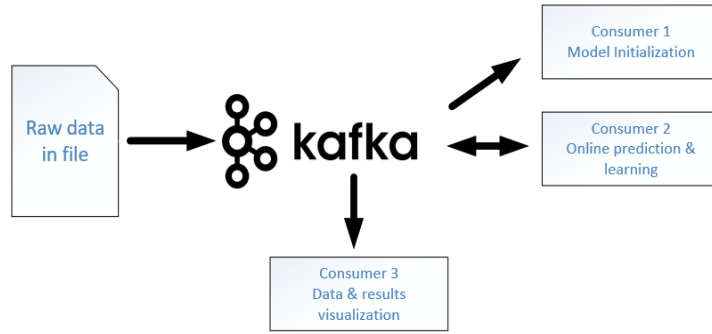 Consumer 1
Model Initialization
Raw data
in file
kafka
Consumer 2
Online prediction &
learning
Consumer 3
Data & results
visualization